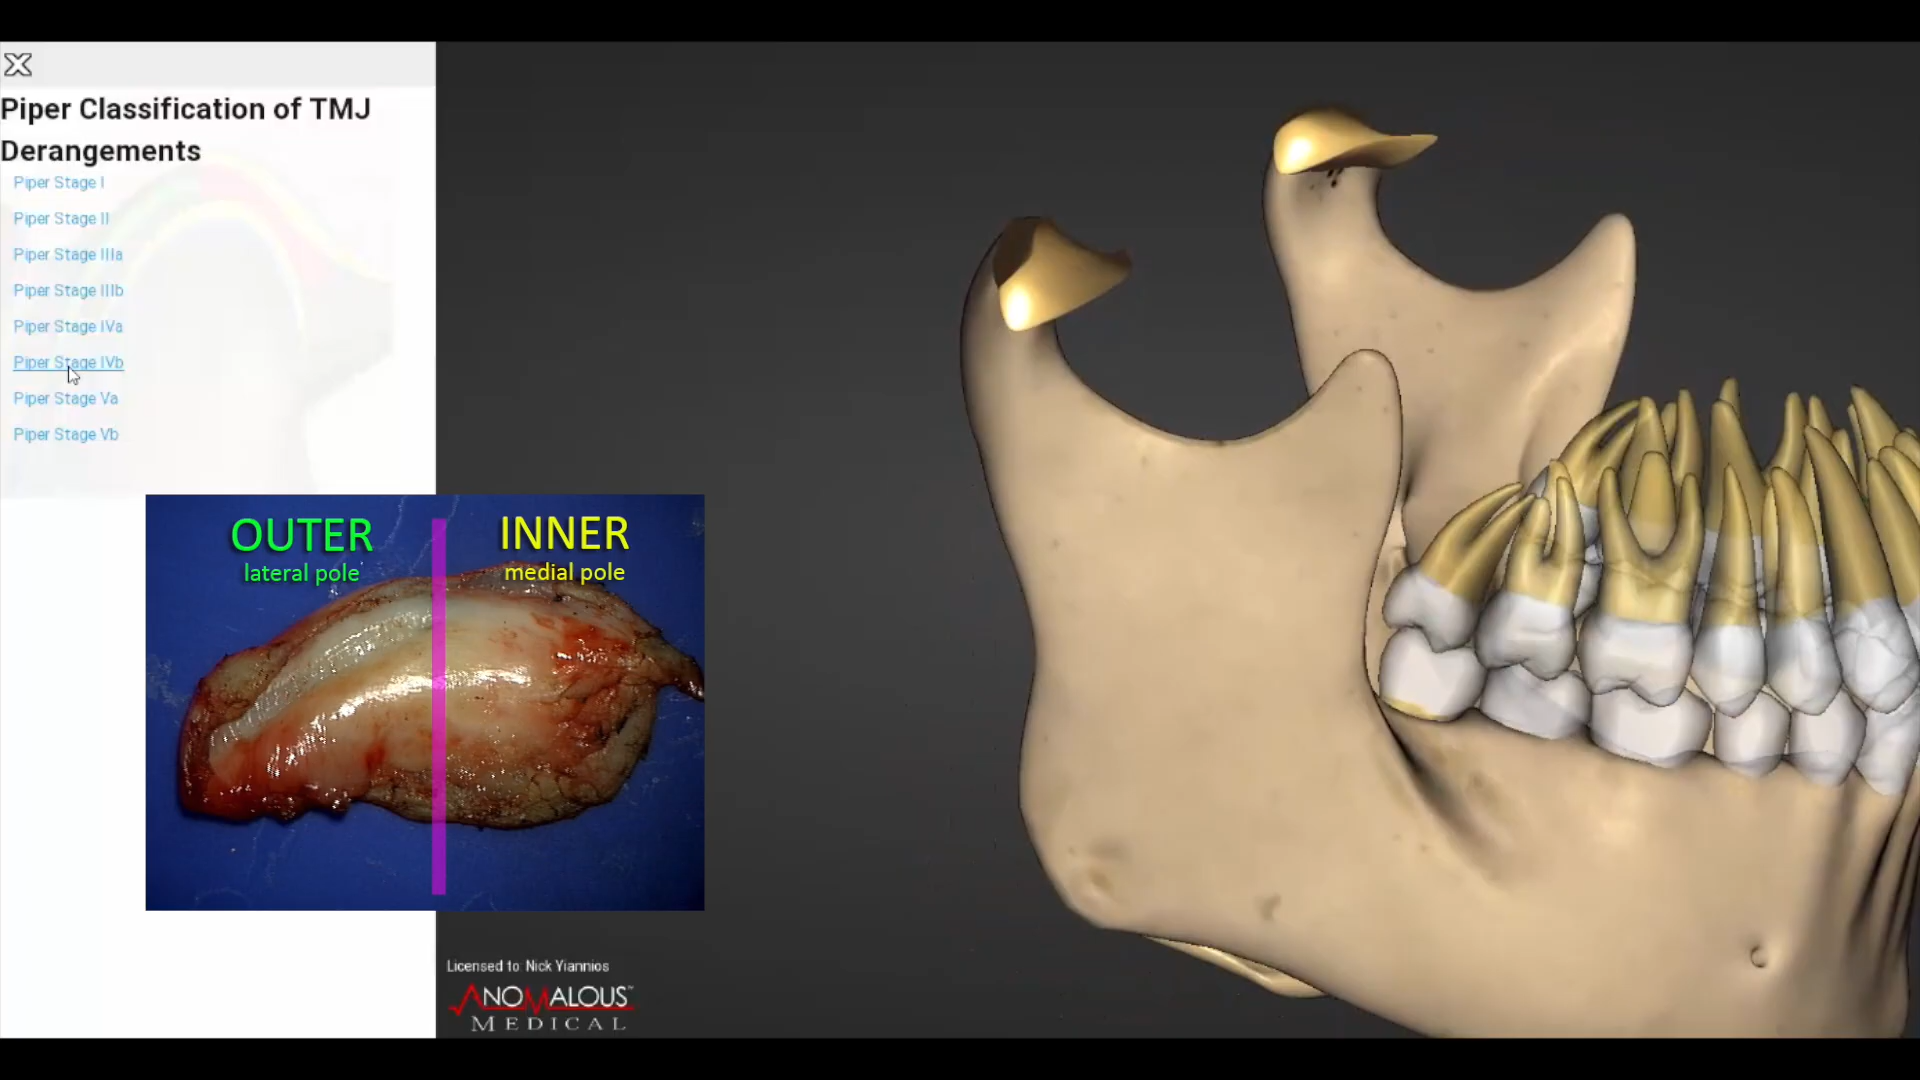 Piper Classification of TMJ
Derangements
Piper Stage I
Piper Stage II
Piper Stage IIIa
Piper Stage IIIb
Piper Stage IVa
Piper Stage IVb
Piper Stage Va
Piper Stage Vb
OUTER
lateral pole
INNER
medial pole
Licensed to Nick Yiannios
ANOMALOUS™
MEDICAL